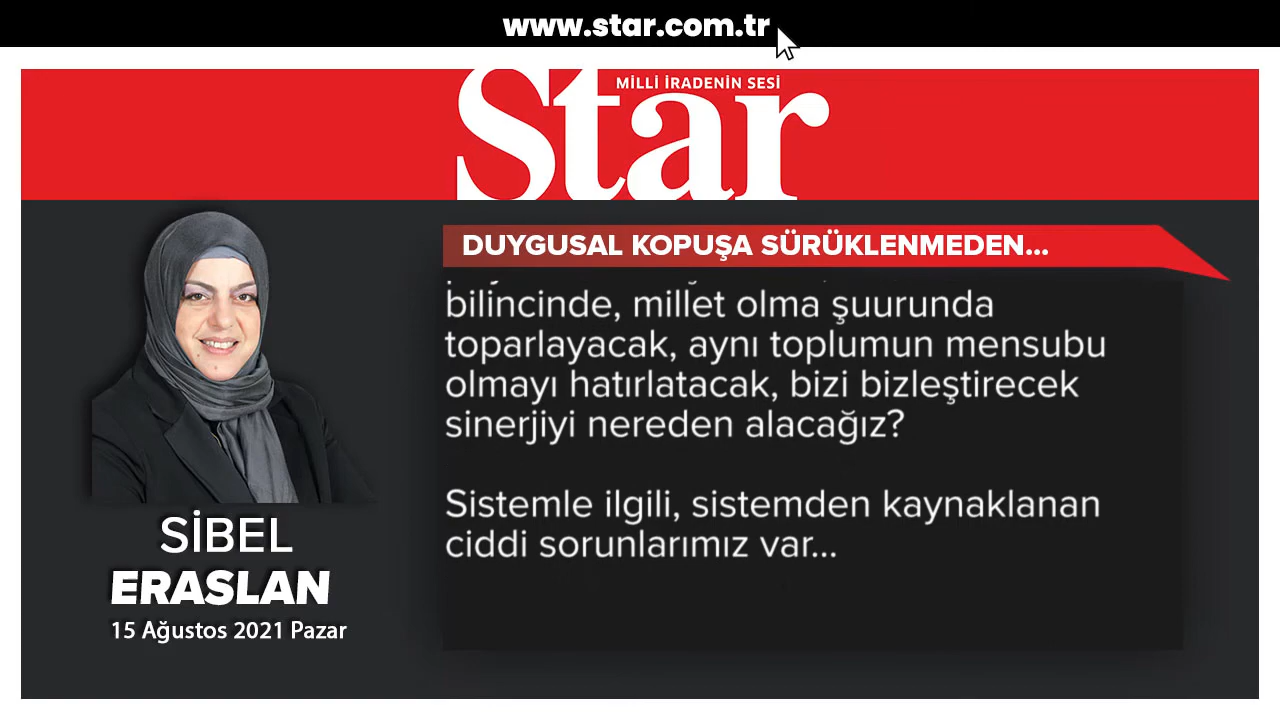 www.star.com.tr
MİLLİ İRADENİN SESİ
Star
DUYGUSAL KOPUŞA SÜRÜKLENMEDEN...
bilincinde, millet olma şuurunda
toparlayacak, aynı toplumun mensubu
olmayı hatırlatacak, bizi bizleştirecek
sinerjiyi nereden alacağız?
Sistemle ilgili, sistemden kaynaklanan
ciddi sorunlarımız var...
SİBEL
ERASLAN
15 Ağustos 2021 Pazar